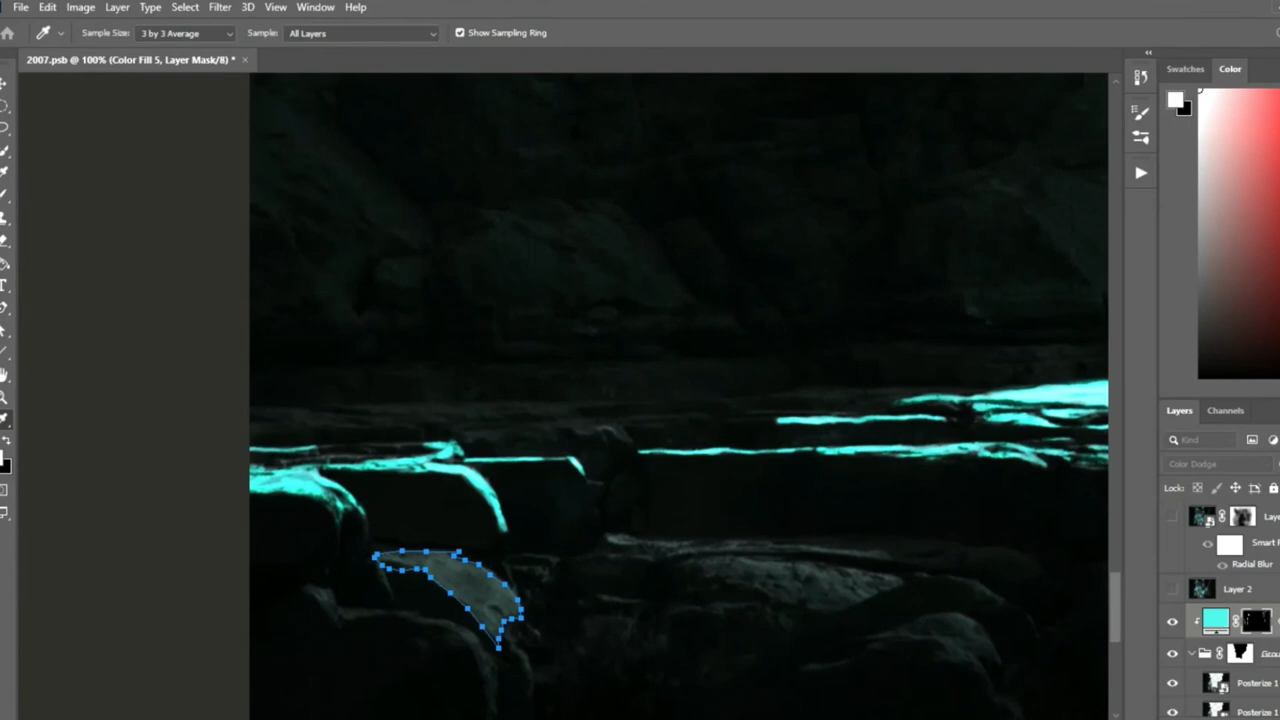 File Edit Image Layer Type Select Filter 3D View Window Help
Sample Size: 3 by 3 Average Sample: All Layers Show Sampling Ring
2007.psb @ 100% (Color Fill 5, Layer Mask/8) * ×
Swatches Color
Layers Channels
Kind
Color Dodge
Lock:
Laye
Smart F
Radial Blur
Layer 2
Grou
Posterize 1
Posterize 1